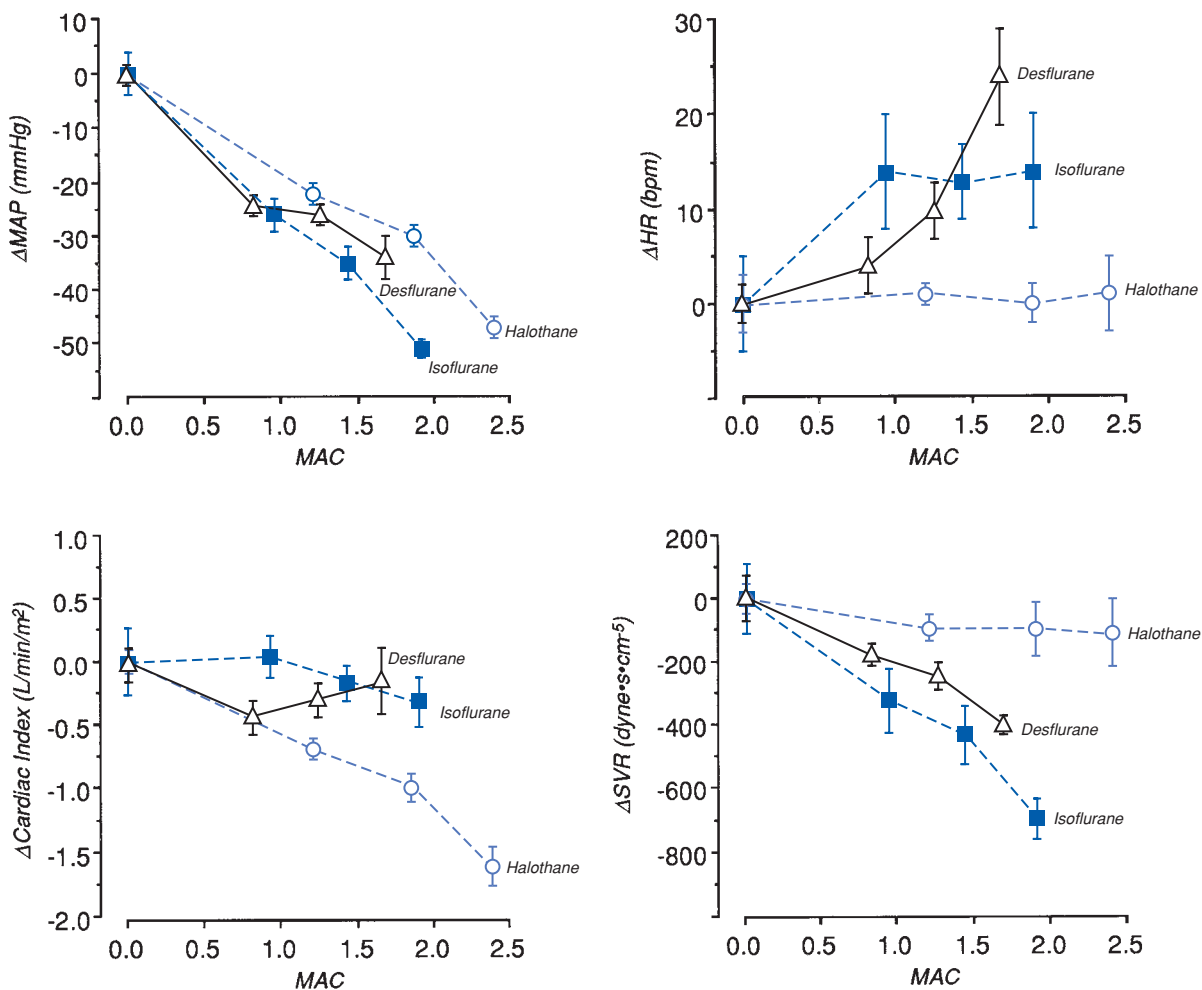 10
0
-10
-20
-30
-40
-50
ΔMAP (mmHg)
Desflurane
Halothane
Isoflurane
0.0 0.5 1.0 1.5 2.0 2.5
MAC
30
20
10
0
ΔHR (bpm)
Desflurane
Isoflurane
Halothane
0.0 0.5 1.0 1.5 2.0 2.5
MAC
1.0
0.5
0.0
-0.5
-1.0
-1.5
-2.0
ΔCardiac Index (L/min/m²)
Desflurane
Isoflurane
Halothane
0.0 0.5 1.0 1.5 2.0 2.5
MAC
200
0
-200
-400
-600
-800
ΔSVR (dyne•s•cm⁻⁵)
Halothane
Desflurane
Isoflurane
0.0 0.5 1.0 1.5 2.0 2.5
MAC